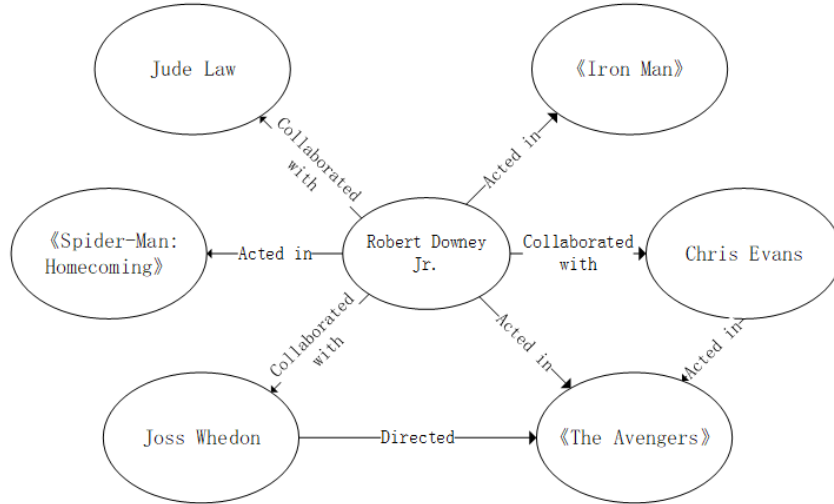 Jude Law
《Iron Man》
Collaborated
with
Acted in
《Spider-Man:
Homecoming》
Acted in
Robert Downey
Jr.
Collaborated
with
Chris Evans
Collaborated
with
Acted in
Acted in
Joss Whedon
Directed
《The Avengers》